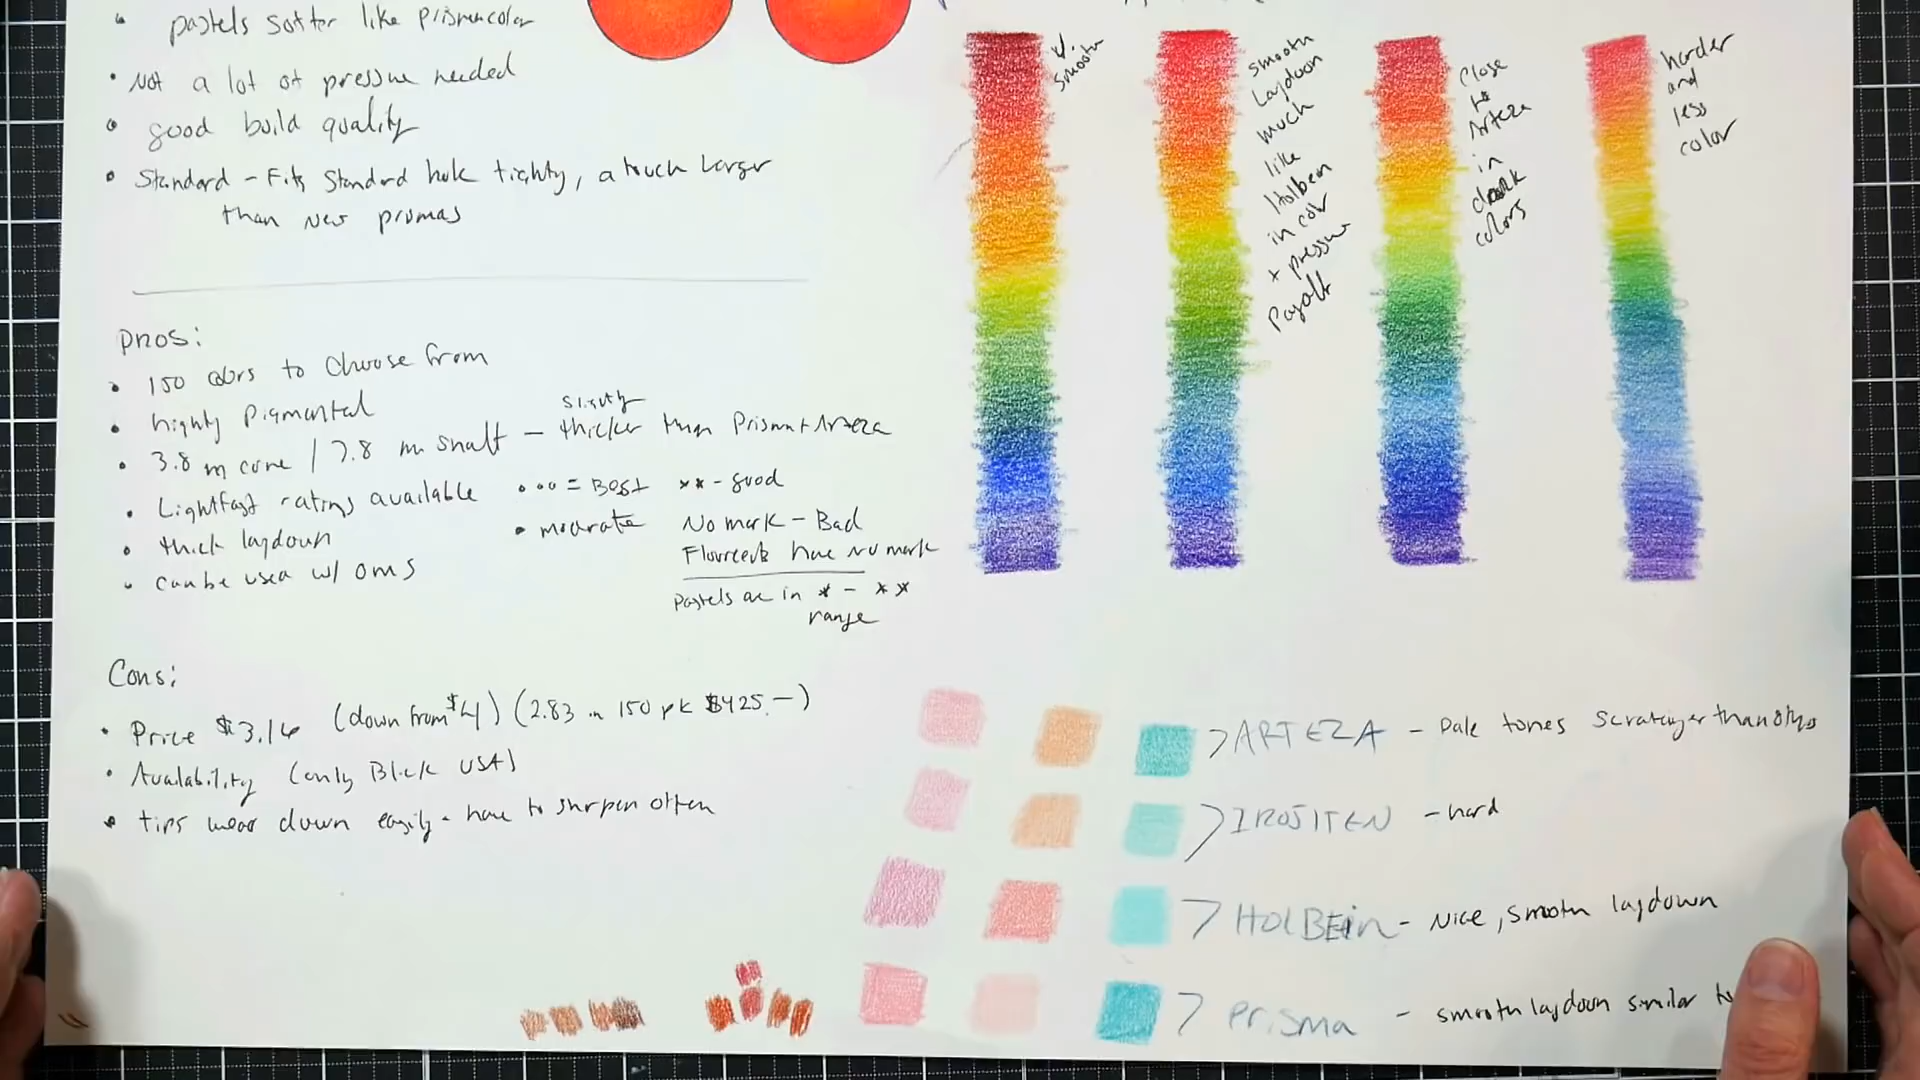 pastels softer like prismacolor
Not a lot of pressure needed
good build quality
Standard - Fits Standard hole tightly, a touch larger
than new prismas
pros:
150 colors to choose from
highly pigmented
slightly
3.8 m core / 7.8 m shaft - thicker than Prisma + Arteza
Lightfast ratings available
••• = Best
** - good
• moderate
No mark - Bad
thick laydown
Flourcents have no mark
can be used w/ OMS
Pastels are in * - **
range
Cons:
Price $3.16 (down from $4) (2.83 in 150 pk $425.-)
Availability (only Blick USA)
tips wear down easily - have to sharpen often
v.
smooth
smooth
Laydown
much
like
Holbein
in color
+ pressure
Payoff
Close
to
Arteza
in
dark
colors
harder
and
less
color
>ARTEZA - Pale tones scratchyer than others
>IROJITEN - hard
>HOLBEin - Nice, smooth laydown
> Prisma - smooth laydown similar to